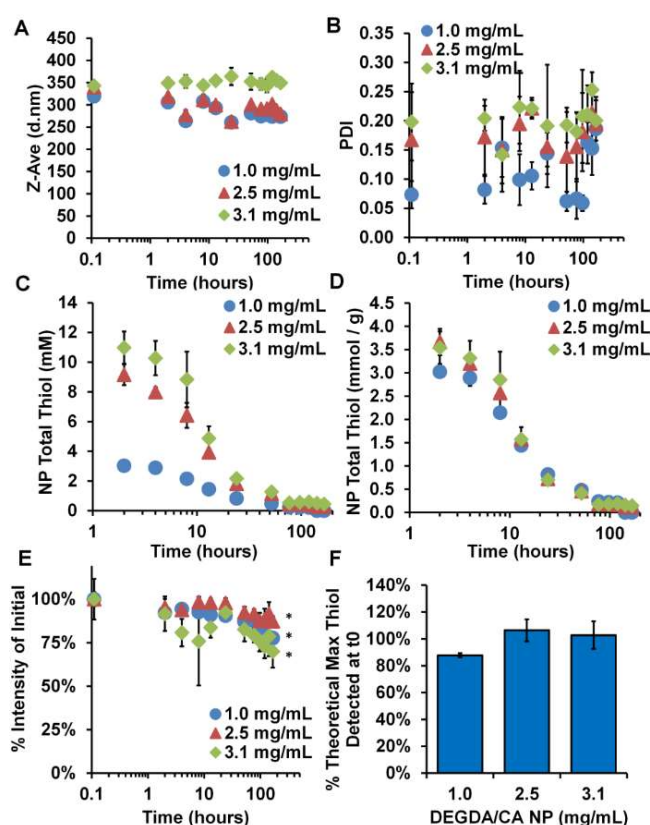 A
450
400
350
300
250
200
150
100
50
0
Z-Ave (d.nm)
1.0 mg/mL
2.5 mg/mL
3.1 mg/mL
0.1 1 10 100
Time (hours)
B
0.35
0.30
0.25
0.20
0.15
0.10
0.05
0.00
PDI
1.0 mg/mL
2.5 mg/mL
3.1 mg/mL
0.1 1 10 100
Time (hours)
C
14
12
10
8
6
4
2
0
NP Total Thiol (mM)
1.0 mg/mL
2.5 mg/mL
3.1 mg/mL
1 10 100
Time (hours)
D
4.5
4.0
3.5
3.0
2.5
2.0
1.5
1.0
0.5
0.0
NP Total Thiol (mmol / g)
1.0 mg/mL
2.5 mg/mL
3.1 mg/mL
1 10 100
Time (hours)
E
100%
75%
50%
25%
0%
% Intensity of Initial
*
*
*
1.0 mg/mL
2.5 mg/mL
3.1 mg/mL
0.1 1 10 100
Time (hours)
F
140%
120%
100%
80%
60%
40%
20%
0%
% Theoretical Max Thiol
Detected at t0
1.0 2.5 3.1
DEGDA/CA NP (mg/mL)